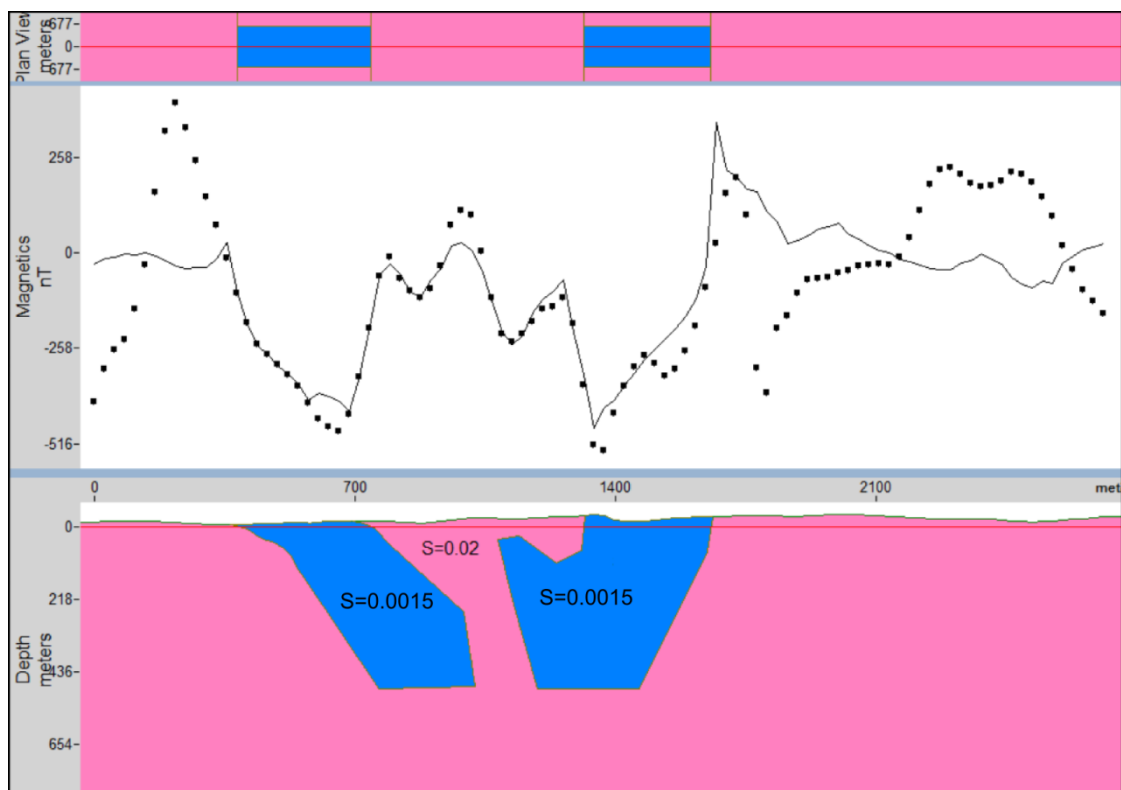 Plan View
meters
677-
0-
677-
Magnetics
nT
258-
0-
-258-
-516-
0
700
1400
2100
met
Depth
meters
0-
218-
436-
654-
S=0.02
S=0.0015
S=0.0015